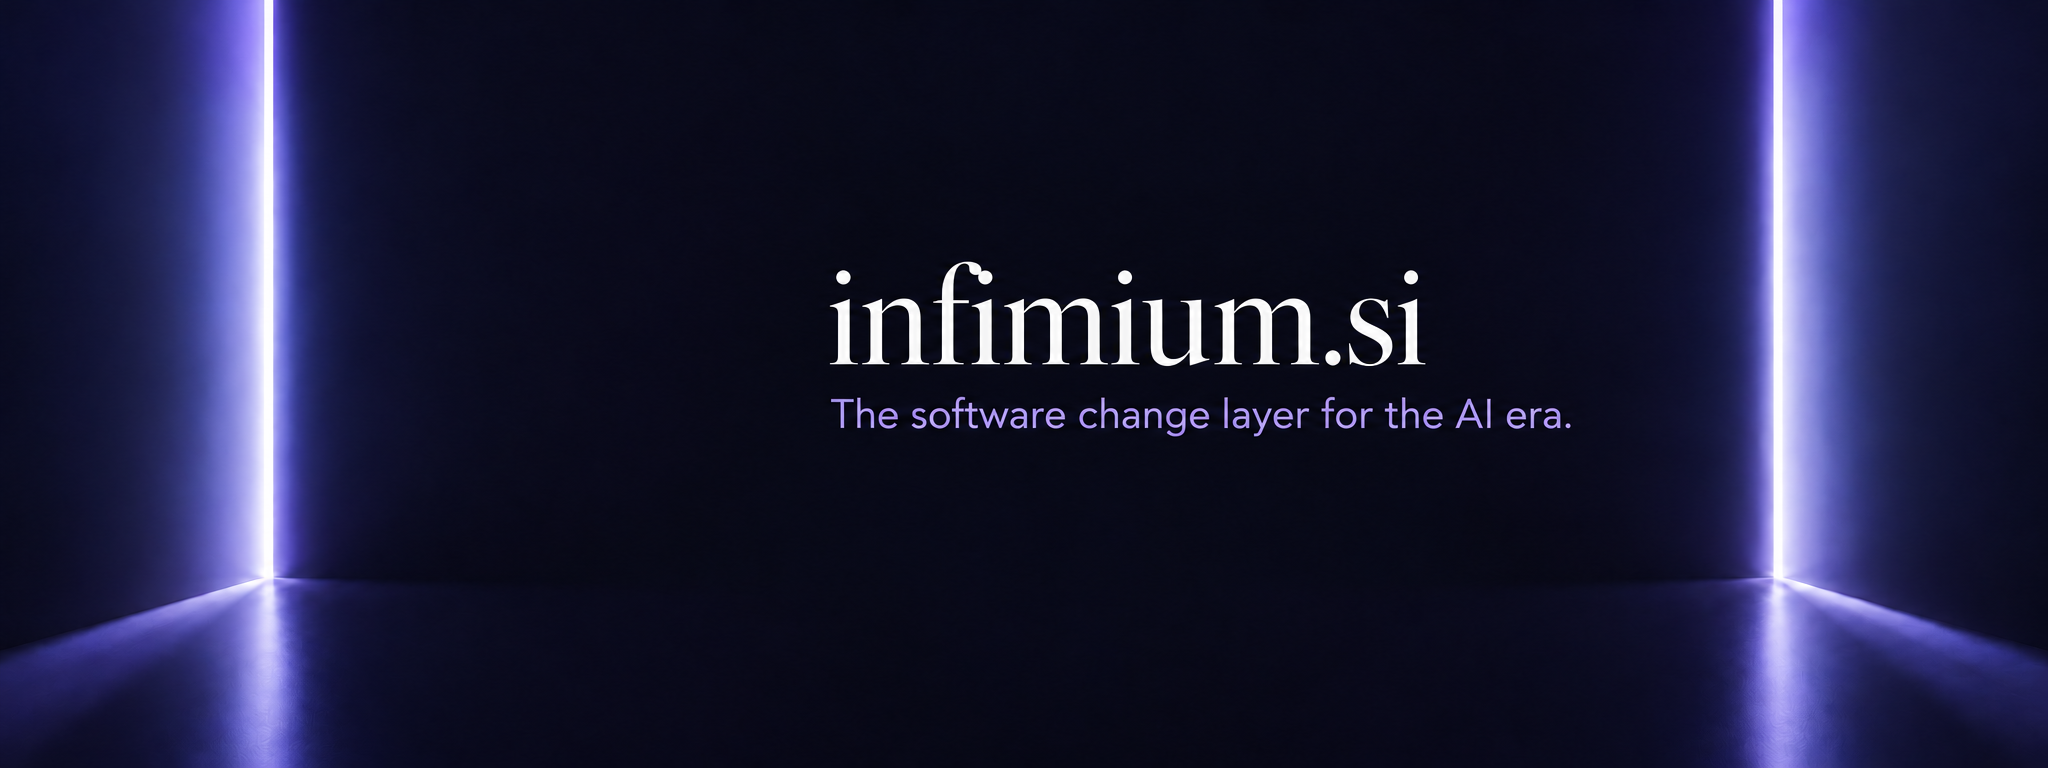 infimium.si
The software change layer for the AI era.